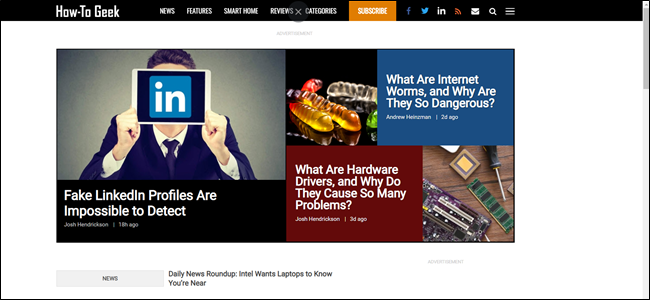 How-To Geek
NEWS
FEATURES
SMART HOME
REVIEWS
CATEGORIES
SUBSCRIBE
ADVERTISEMENT
in
Fake LinkedIn Profiles Are
Impossible to Detect
Josh Hendrickson | 18h ago
What Are Internet
Worms, and Why Are
They So Dangerous?
Andrew Heinzman | 2d ago
What Are Hardware
Drivers, and Why Do
They Cause So Many
Problems?
Josh Hendrickson | 3d ago
ADVERTISEMENT
NEWS
Daily News Roundup: Intel Wants Laptops to Know
You're Near